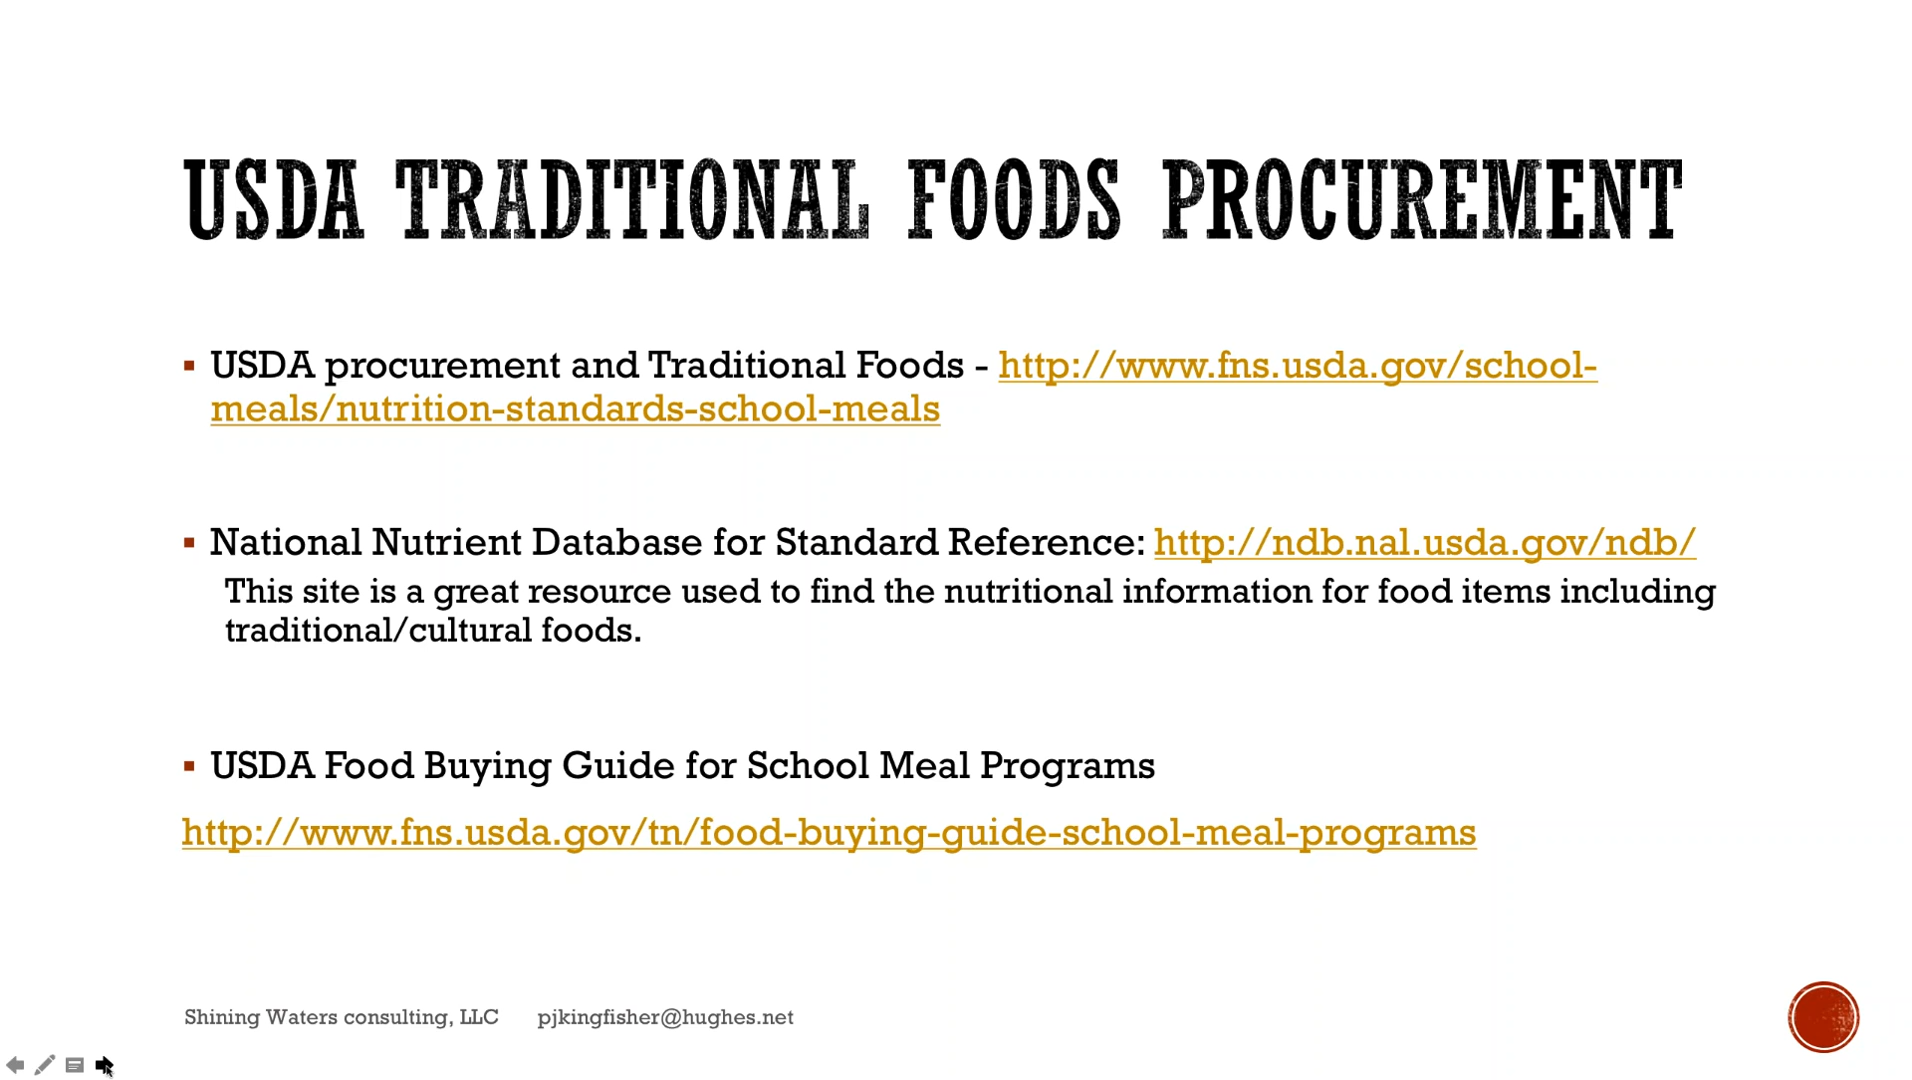 USDA TRADITIONAL FOODS PROCUREMENT
▪ USDA procurement and Traditional Foods - http://www.fns.usda.gov/school-
meals/nutrition-standards-school-meals
▪ National Nutrient Database for Standard Reference: http://ndb.nal.usda.gov/ndb/
This site is a great resource used to find the nutritional information for food items including
traditional/cultural foods.
▪ USDA Food Buying Guide for School Meal Programs
http://www.fns.usda.gov/tn/food-buying-guide-school-meal-programs
Shining Waters consulting, LLC pjkingfisher@hughes.net